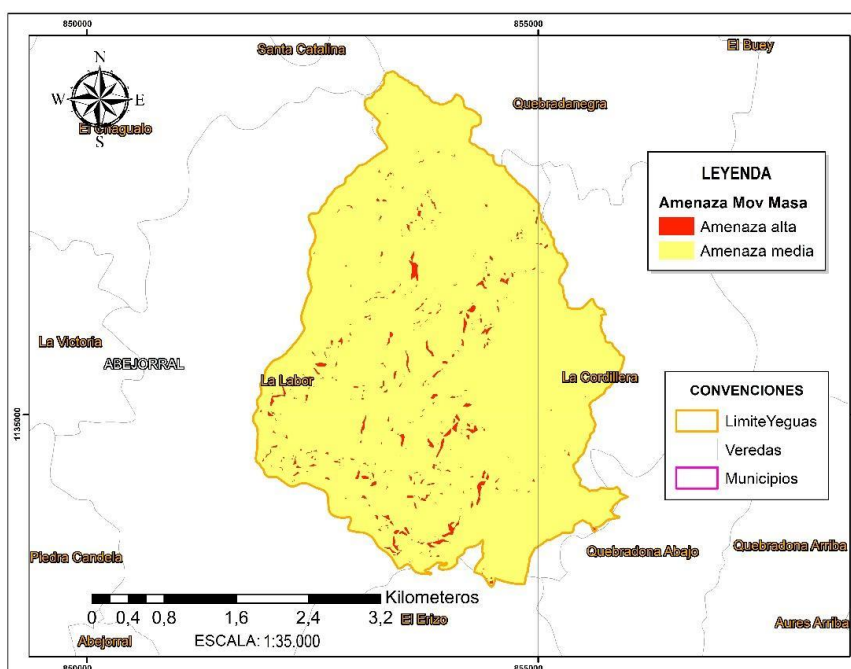 850000
855000
Santa Catalina
El Buey
N
W
E
S
Quebradanegra
El Chagualo
LEYENDA
Amenaza Mov Masa
Amenaza alta
Amenaza media
La Victoria
ABEJORRAL
La Labor
La Cordillera
CONVENCIONES
LimiteYeguas
Veredas
Municipios
1135000
Piedra Candela
Quebradona Abajo
Quebradona Arriba
Kilometeros
0 0,4 0,8 1,6 2,4 3,2
El Erizo
Aures Arriba
ESCALA: 1:35.000
Abejorral
850000
855000